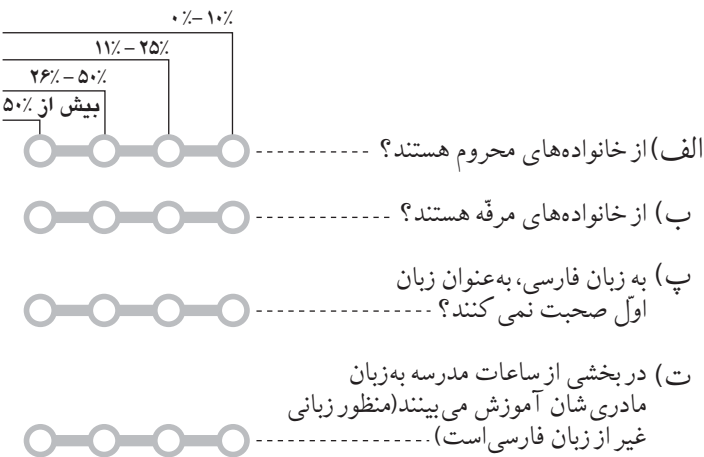 ۰٪ – ۱۰٪
۱۱٪ – ۲۵٪
۲۶٪ – ۵۰٪
بیش از ۵۰٪
الف) از خانواده‌های محروم هستند؟
ب) از خانواده‌های مرفّه هستند؟
پ) به زبان فارسی، به‌عنوان زبان
اوّل صحبت نمی کنند؟
ت) در بخشی از ساعات مدرسه به‌زبان
مادری‌شان آموزش می‌بینند(منظور زبانی
غیر از زبان فارسی‌است)